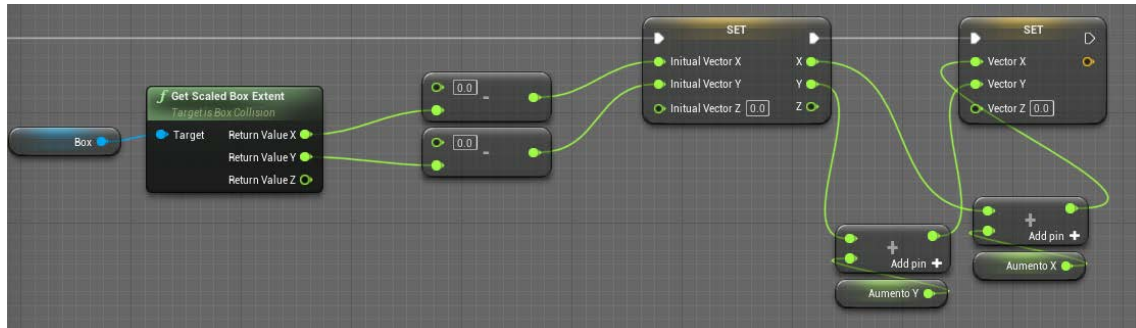 Box
f Get Scaled Box Extent
Target is Box Collision
Target
Return Value X
Return Value Y
Return Value Z
0.0
-
0.0
-
SET
Initual Vector X
X
Initual Vector Y
Y
Initual Vector Z 0.0
Z
SET
Vector X
Vector Y
Vector Z 0.0
+
Add pin +
Aumento Y
+
Add pin +
Aumento X